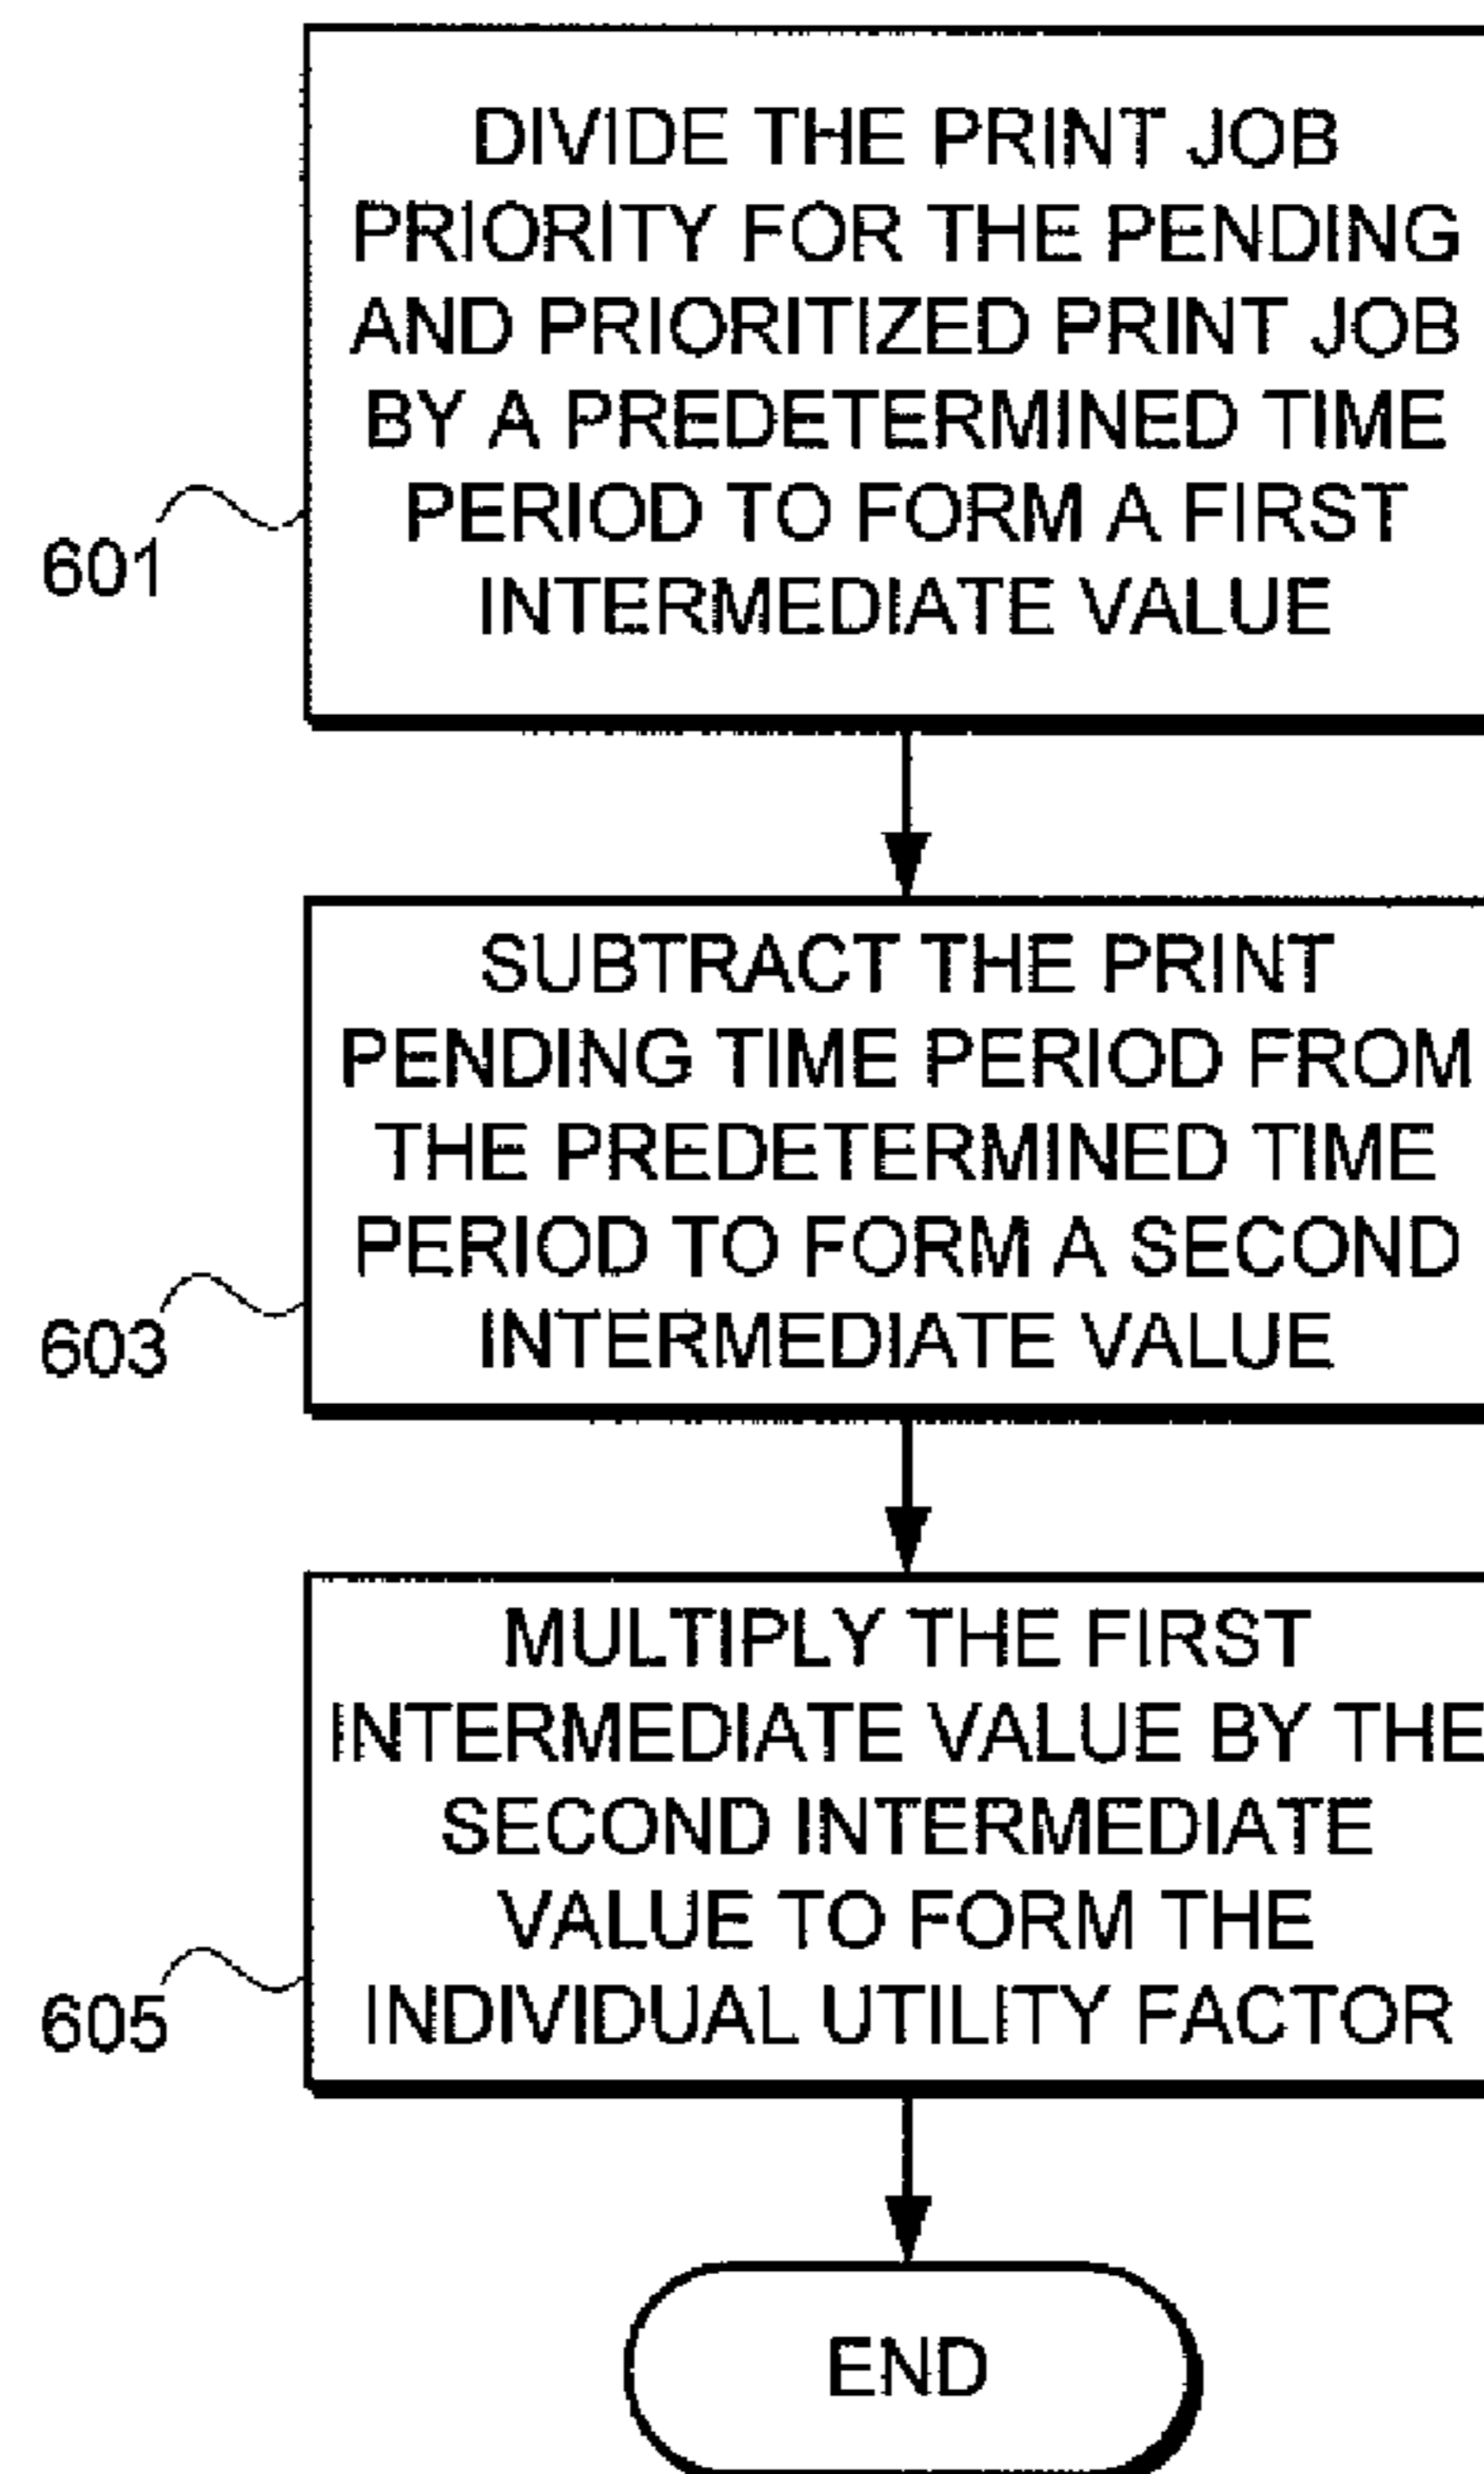 DIVIDE THE PRINT JOB
PRIORITY FOR THE PENDING
AND PRIORITIZED PRINT JOB
BY A PREDETERMINED TIME
PERIOD TO FORM A FIRST
INTERMEDIATE VALUE
601
SUBTRACT THE PRINT
PENDING TIME PERIOD FROM
THE PREDETERMINED TIME
PERIOD TO FORM A SECOND
INTERMEDIATE VALUE
603
MULTIPLY THE FIRST
INTERMEDIATE VALUE BY THE
SECOND INTERMEDIATE
VALUE TO FORM THE
INDIVIDUAL UTILITY FACTOR
605
END